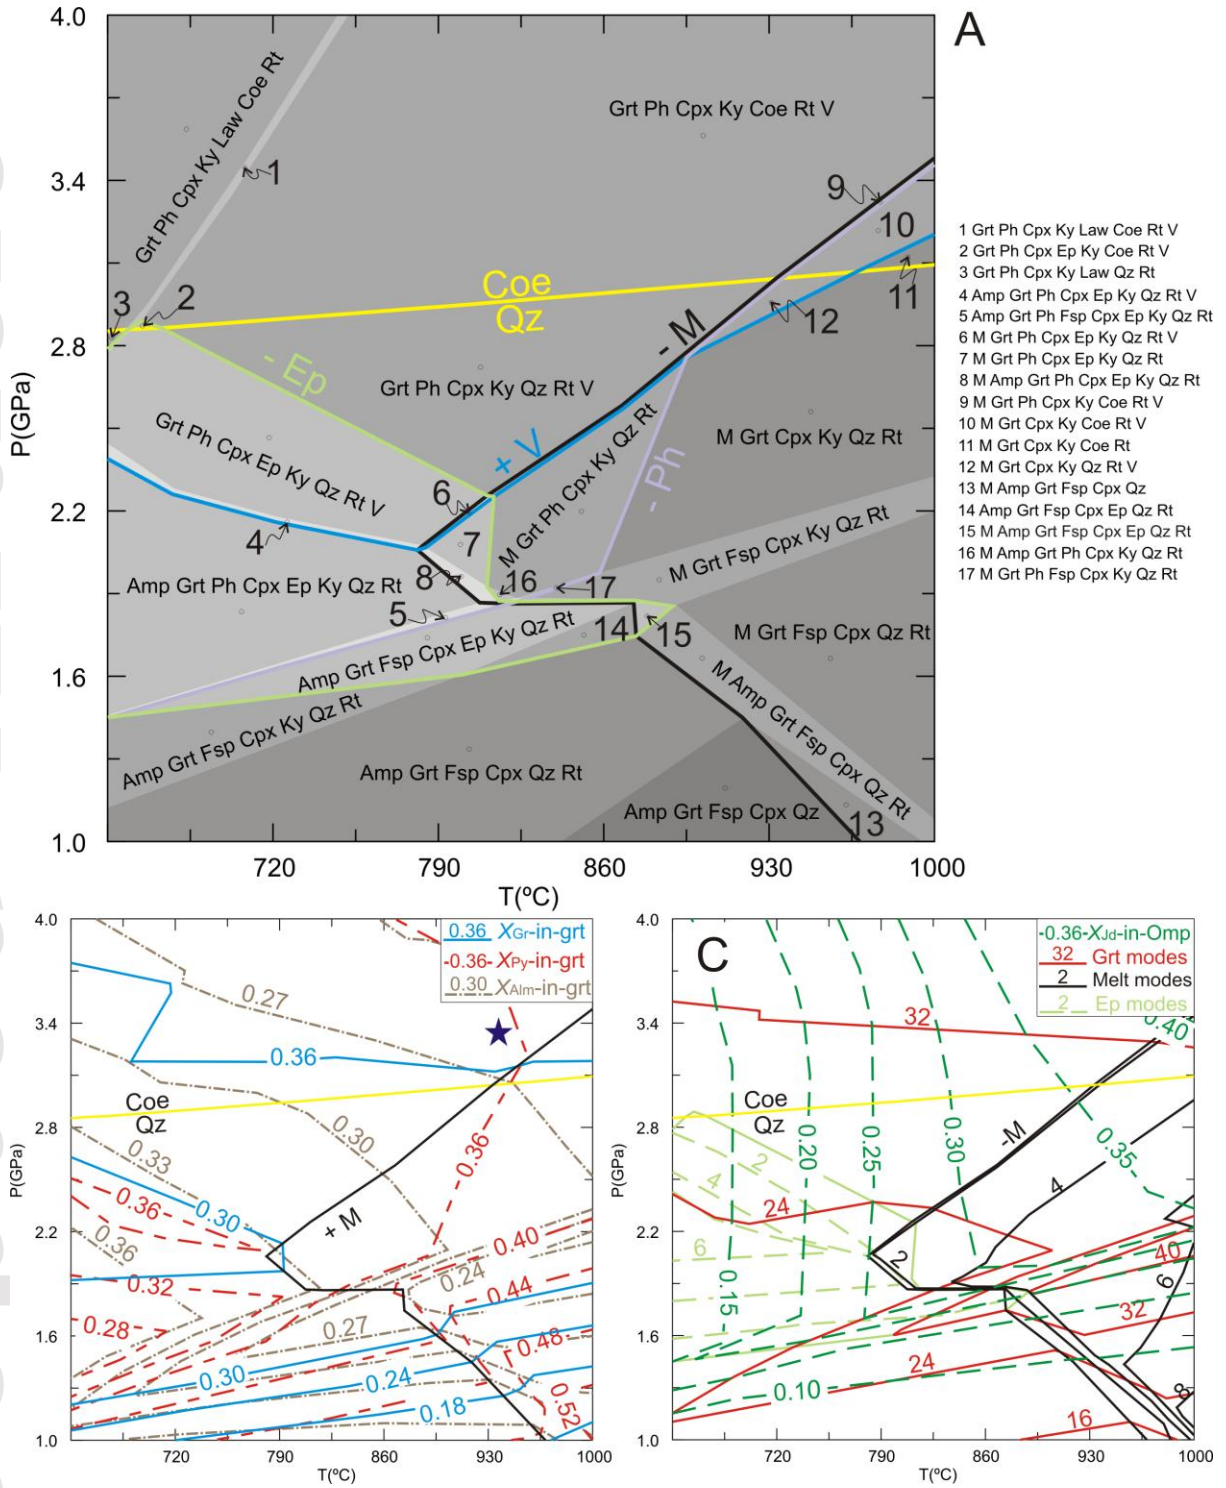 4.0
3.4
2.8
2.2
1.6
1.0
P(GPa)
720
790
860
930
1000
T(ºC)
A
Grt Ph Cpx Ky Law Coe Rt
1
Grt Ph Cpx Ky Coe Rt V
9
10
11
12
3
2
Coe
Qz
- Ep
- M
Grt Ph Cpx Ky Qz Rt V
+ V
M Grt Ph Cpx Ky Qz Rt
- Ph
M Grt Cpx Ky Qz Rt
Grt Ph Cpx Ep Ky Qz Rt V
4
6
7
8
16
17
M Grt Fsp Cpx Ky Qz Rt
Amp Grt Ph Cpx Ep Ky Qz Rt
5
Amp Grt Fsp Cpx Ep Ky Qz Rt
14
15
M Grt Fsp Cpx Qz Rt
Amp Grt Fsp Cpx Ky Qz Rt
M Amp Grt Fsp Cpx Qz Rt
Amp Grt Fsp Cpx Qz Rt
Amp Grt Fsp Cpx Qz
13
1 Grt Ph Cpx Ky Law Coe Rt V
2 Grt Ph Cpx Ep Ky Coe Rt V
3 Grt Ph Cpx Ky Law Qz Rt
4 Amp Grt Ph Cpx Ep Ky Qz Rt V
5 Amp Grt Ph Fsp Cpx Ep Ky Qz Rt
6 M Grt Ph Cpx Ep Ky Qz Rt V
7 M Grt Ph Cpx Ep Ky Qz Rt
8 M Amp Grt Ph Cpx Ep Ky Qz Rt
9 M Grt Ph Cpx Ky Coe Rt V
10 M Grt Cpx Ky Coe Rt V
11 M Grt Cpx Ky Coe Rt
12 M Grt Cpx Ky Qz Rt V
13 M Amp Grt Fsp Cpx Qz
14 Amp Grt Fsp Cpx Ep Qz Rt
15 M Amp Grt Fsp Cpx Ep Qz Rt
16 M Amp Grt Ph Cpx Ky Qz Rt
17 M Grt Ph Fsp Cpx Ky Qz Rt
4.0
3.4
2.8
2.2
1.6
1.0
P(GPa)
720
790
860
930
1000
T(ºC)
0.36 XGr-in-grt
-0.36- XPy-in-grt
0.30 XAlm-in-grt
0.27
0.36
Coe
Qz
0.30
0.33
0.36
0.36
0.30
0.36
+ M
0.40
0.24
0.32
0.44
0.28
0.27
0.48
0.30
0.24
0.18
0.52
4.0
3.4
2.8
2.2
1.6
1.0
P(GPa)
720
790
860
930
1000
T(ºC)
C
-0.36- XJd-in-Omp
32 Grt modes
2 Melt modes
2 Ep modes
32
0.40
Coe
Qz
-M
0.20
0.25
0.30
0.35
2
4
4
24
6
2
40
0.15
6
32
24
0.10
8
16